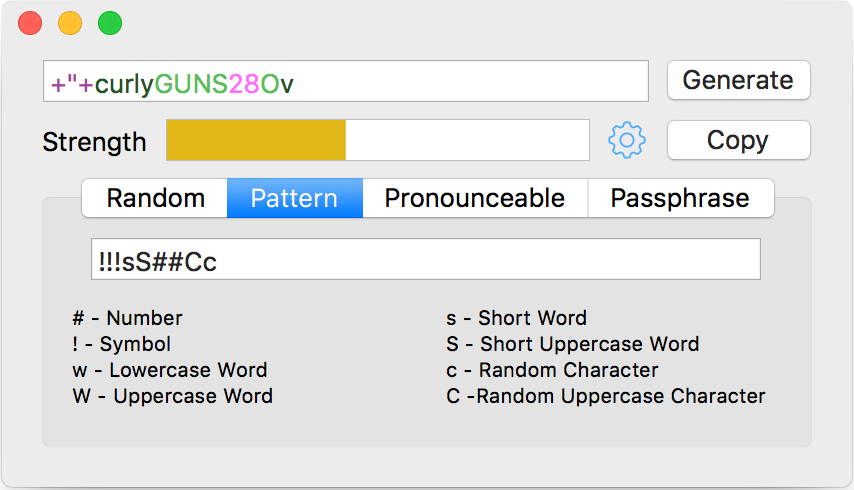 +"+curlyGUNS28Ov
Generate
Strength
Copy
Random Pattern Pronounceable Passphrase
!!!sS##Cc
# - Number
! - Symbol
w - Lowercase Word
W - Uppercase Word
s - Short Word
S - Short Uppercase Word
c - Random Character
C -Random Uppercase Character